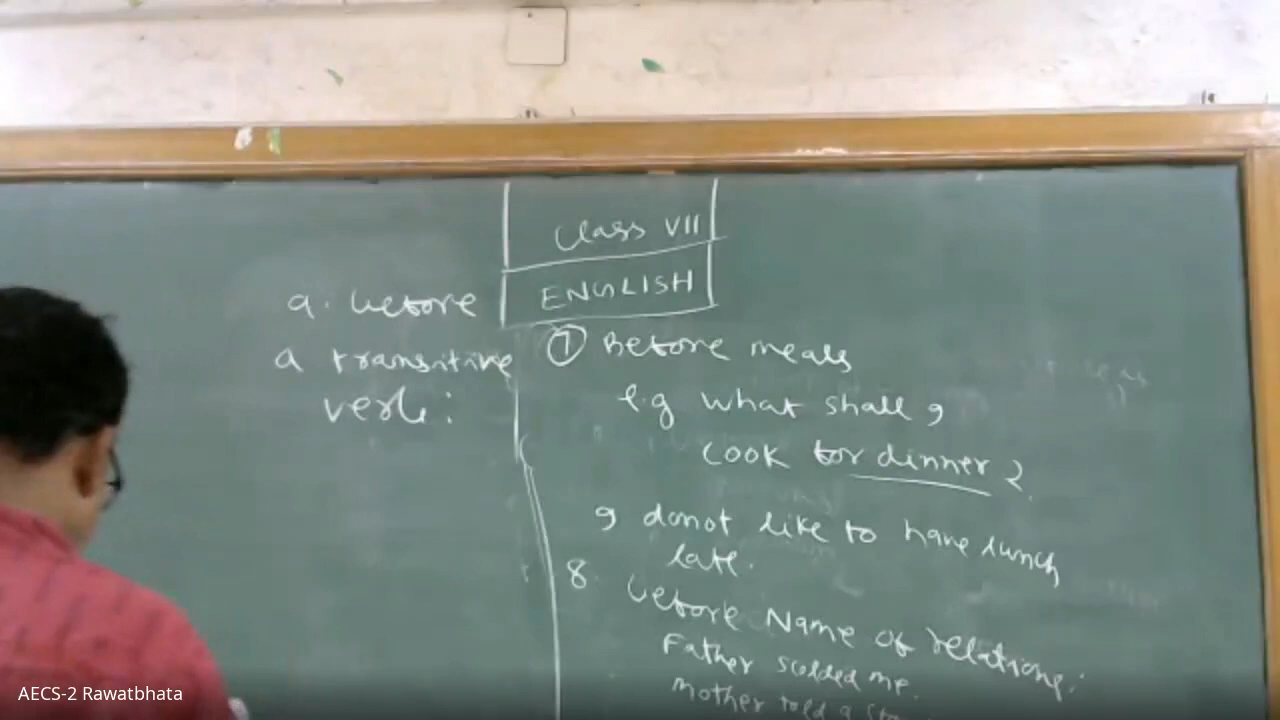 Class VII
ENGLISH
9. before
a transitive
verb:
7 Before meals
e.g what shall I
cook for dinner?
I donot like to have lunch
late.
8. before Name of relations:
Father scolded me.
Mother told a
AECS-2 Rawatbhata